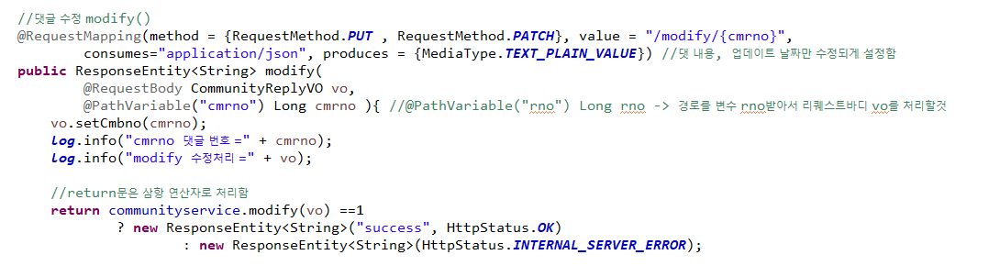 //댓글 수정 modify()
@RequestMapping(method = {RequestMethod.PUT , RequestMethod.PATCH}, value = "/modify/{cmrno}",
consumes="application/json", produces = {MediaType.TEXT_PLAIN_VALUE}) //댓 내용, 업데이트 날짜만 수정되게 설정함
public ResponseEntity<String> modify(
@RequestBody CommunityReplyVO vo,
@PathVariable("cmrno") Long cmrno ){ //@PathVariable("rno") Long rno -> 경로를 변수 rno받아서 리퀘스트바디 vo를 처리할것
vo.setCmbno(cmrno);
log.info("cmrno 댓글 번호 =" + cmrno);
log.info("modify 수정처리 =" + vo);
//return문은 삼항 연산자로 처리함
return communityservice.modify(vo) ==1
? new ResponseEntity<String>("success", HttpStatus.OK)
: new ResponseEntity<String>(HttpStatus.INTERNAL_SERVER_ERROR);